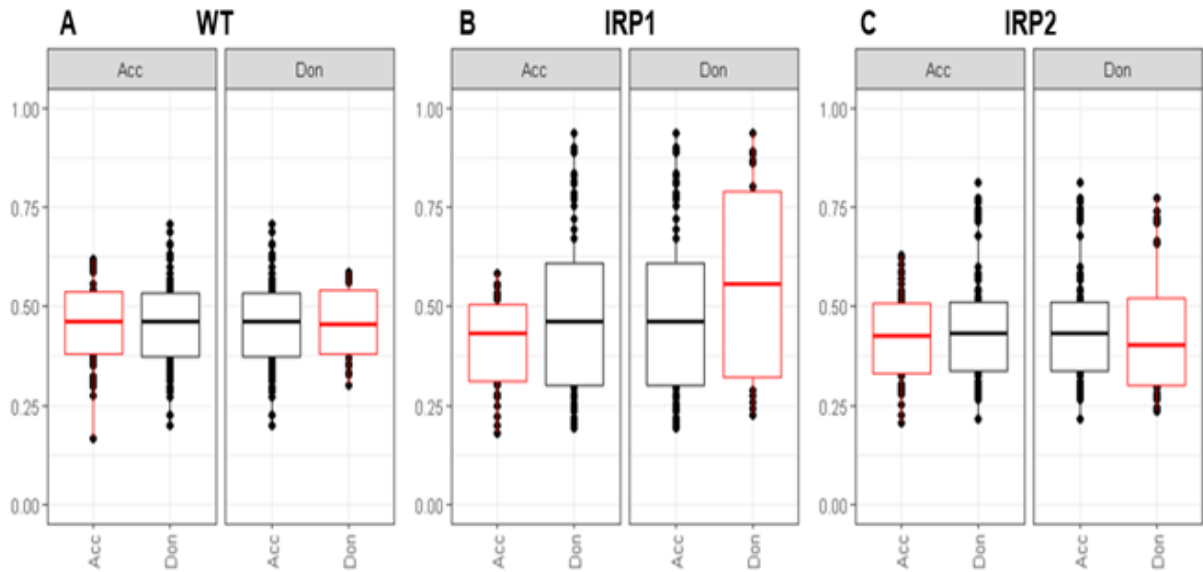 A WT B IRP1 C IRP2
Acc Don Acc Don Acc Don
1.00 1.00 1.00
0.75 0.75 0.75
0.50 0.50 0.50
0.25 0.25 0.25
0.00 0.00 0.00
Acc Don Acc Don Acc Don Acc Don Acc Don Acc Don